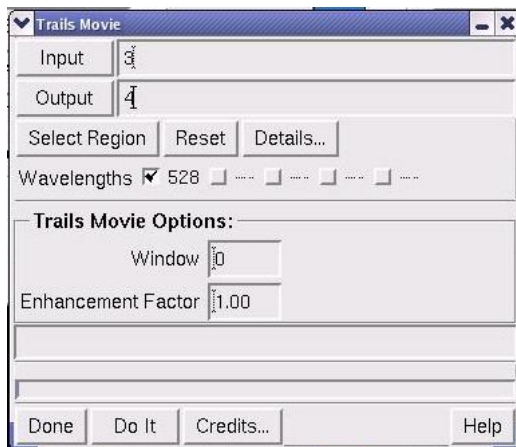 Trails Movie
Input 3
Output 4
Select Region Reset Details...
Wavelengths 528 ---- ---- ---- ----
Trails Movie Options:
Window 0
Enhancement Factor 1.00
Done Do It Credits... Help